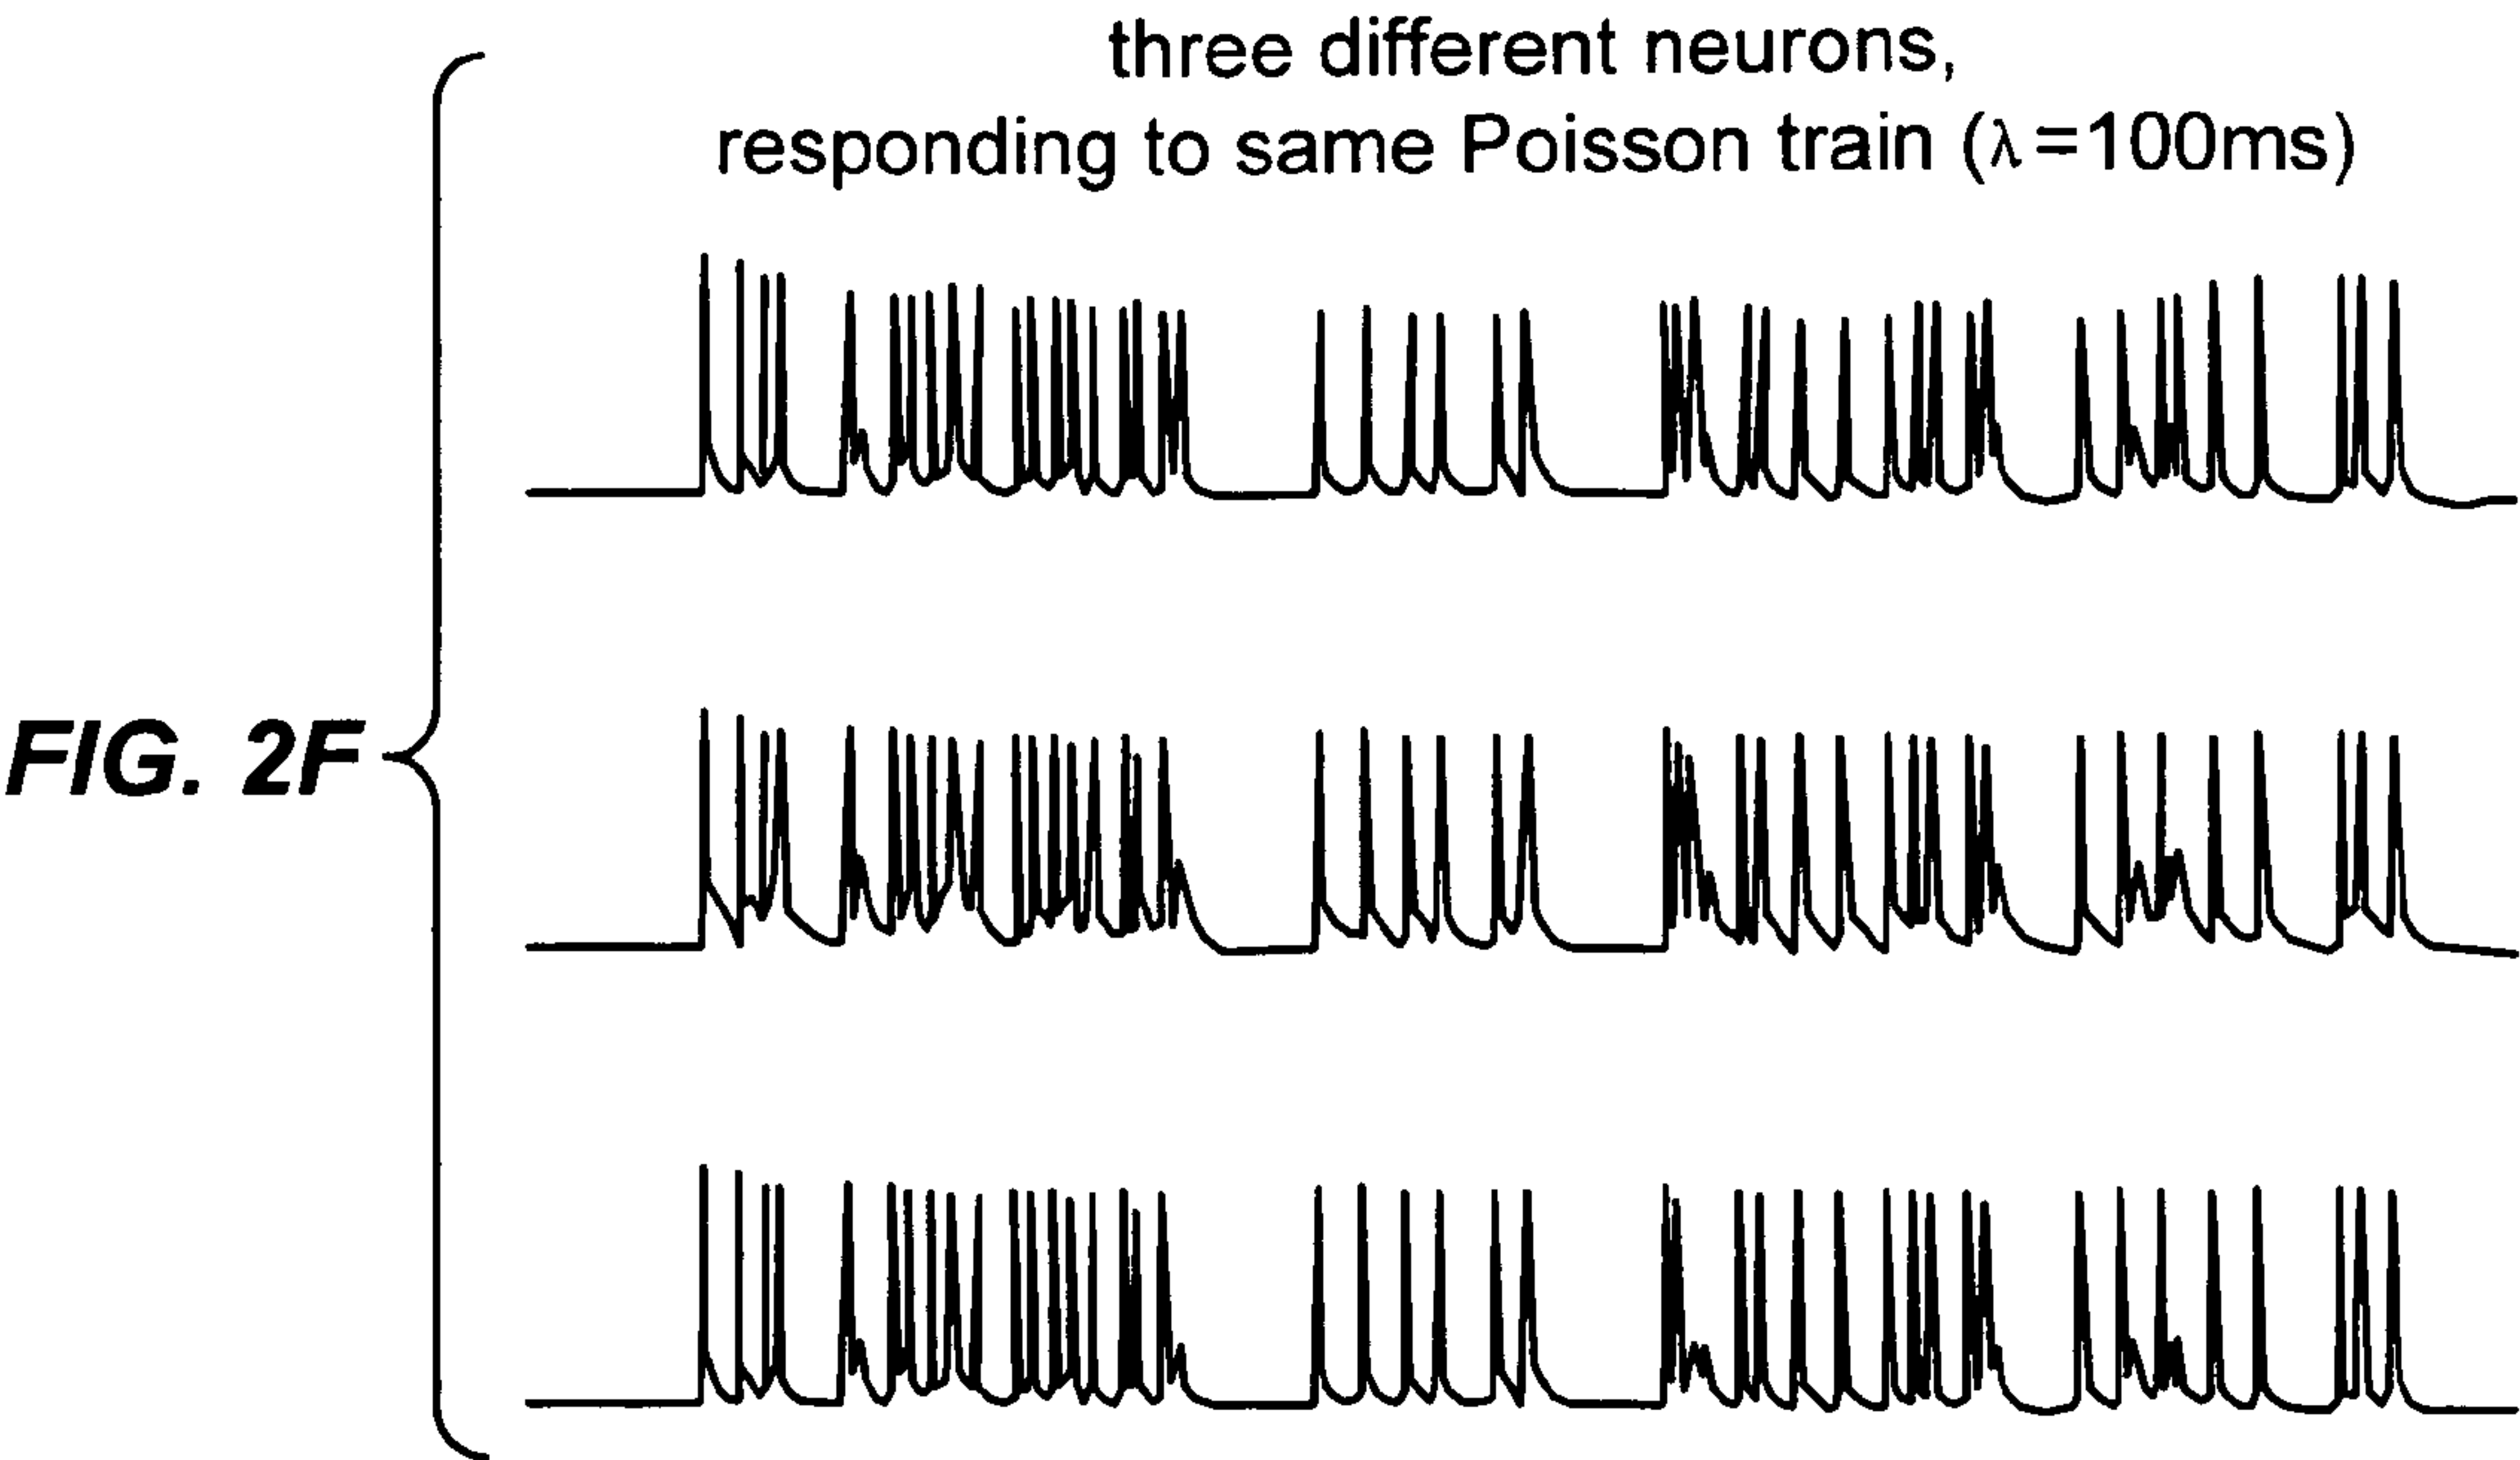 three different neurons,
responding to same Poisson train (λ=100ms)
FIG. 2F